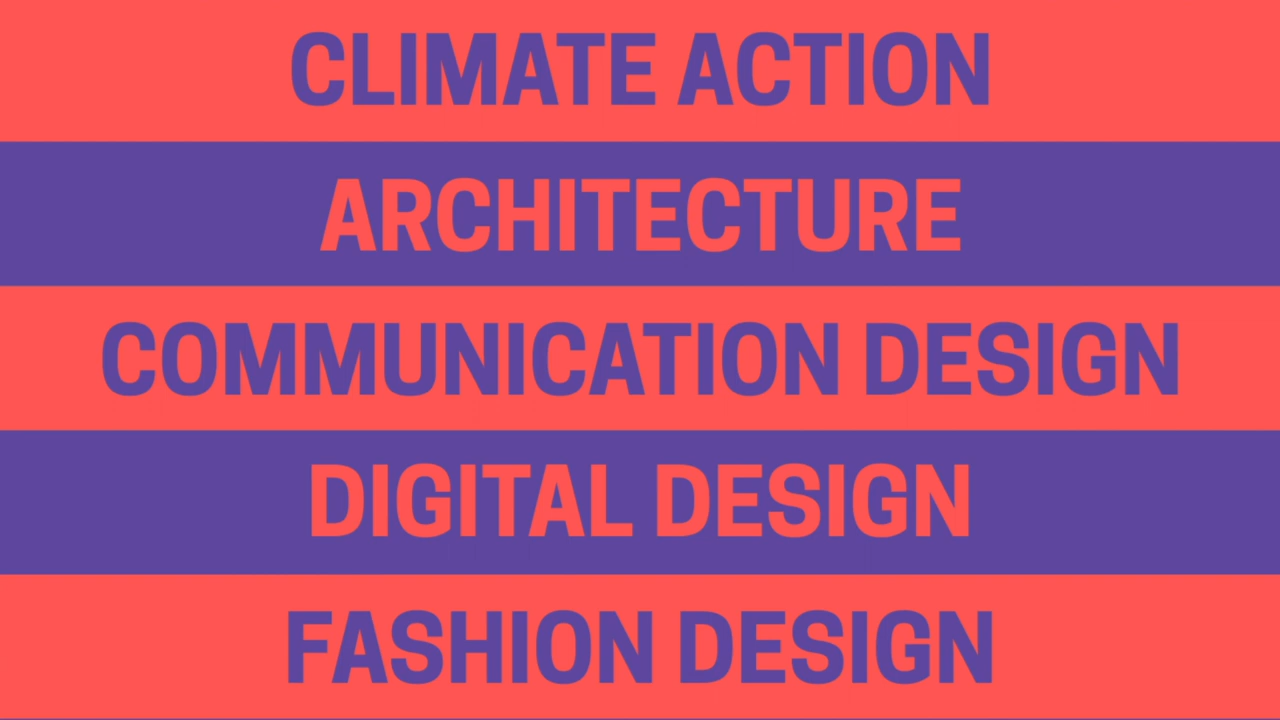 CLIMATE ACTION
ARCHITECTURE
COMMUNICATION DESIGN
DIGITAL DESIGN
FASHION DESIGN